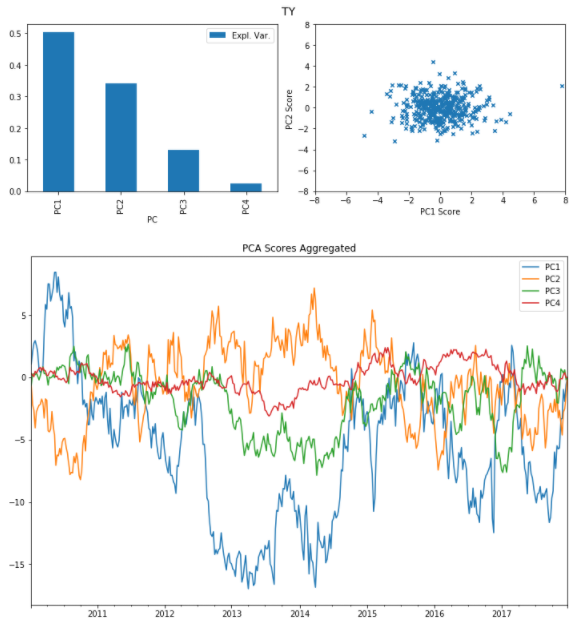 TY
0.5
0.4
0.3
0.2
0.1
0.0
Expl. Var.
PC1
PC2
PC3
PC4
PC
8
6
4
2
0
−2
−4
−6
−8
PC2 Score
−8 −6 −4 −2 0 2 4 6 8
PC1 Score
PCA Scores Aggregated
5
0
−5
−10
−15
PC1
PC2
PC3
PC4
2011 2012 2013 2014 2015 2016 2017